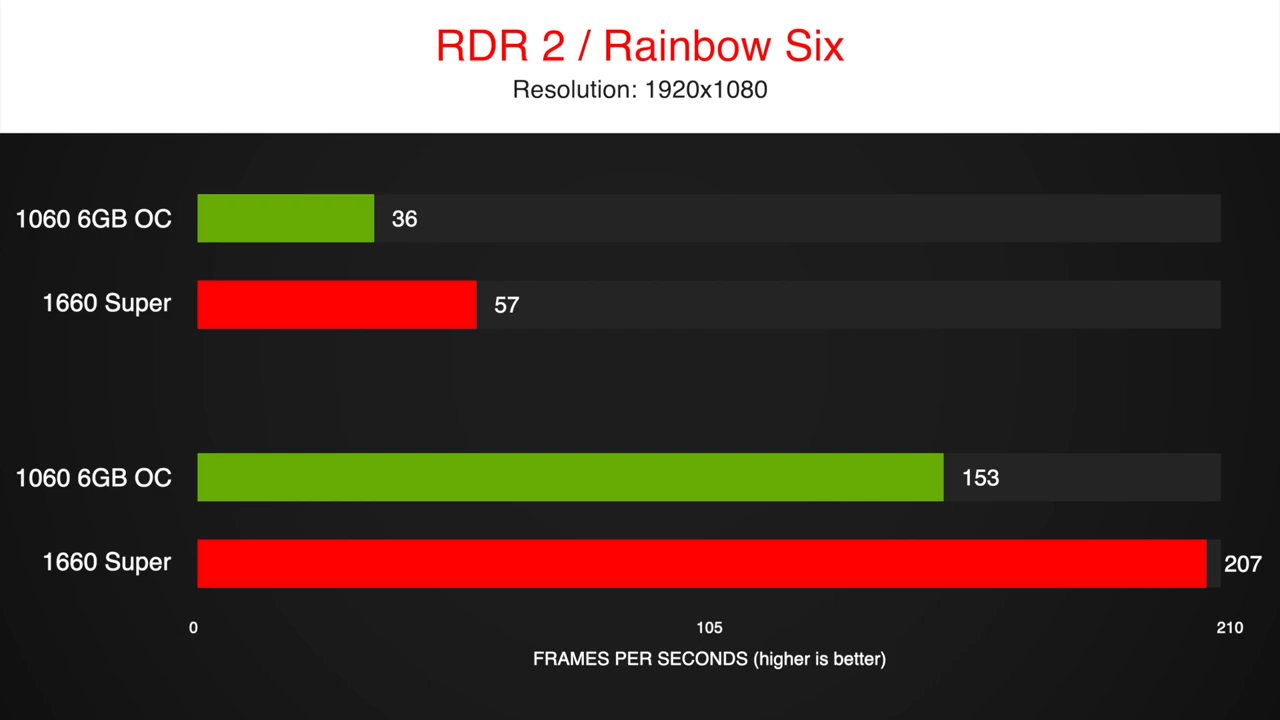 RDR 2 / Rainbow Six
Resolution: 1920x1080
1060 6GB OC 36
1660 Super 57
1060 6GB OC 153
1660 Super 207
0 105 210
FRAMES PER SECONDS (higher is better)